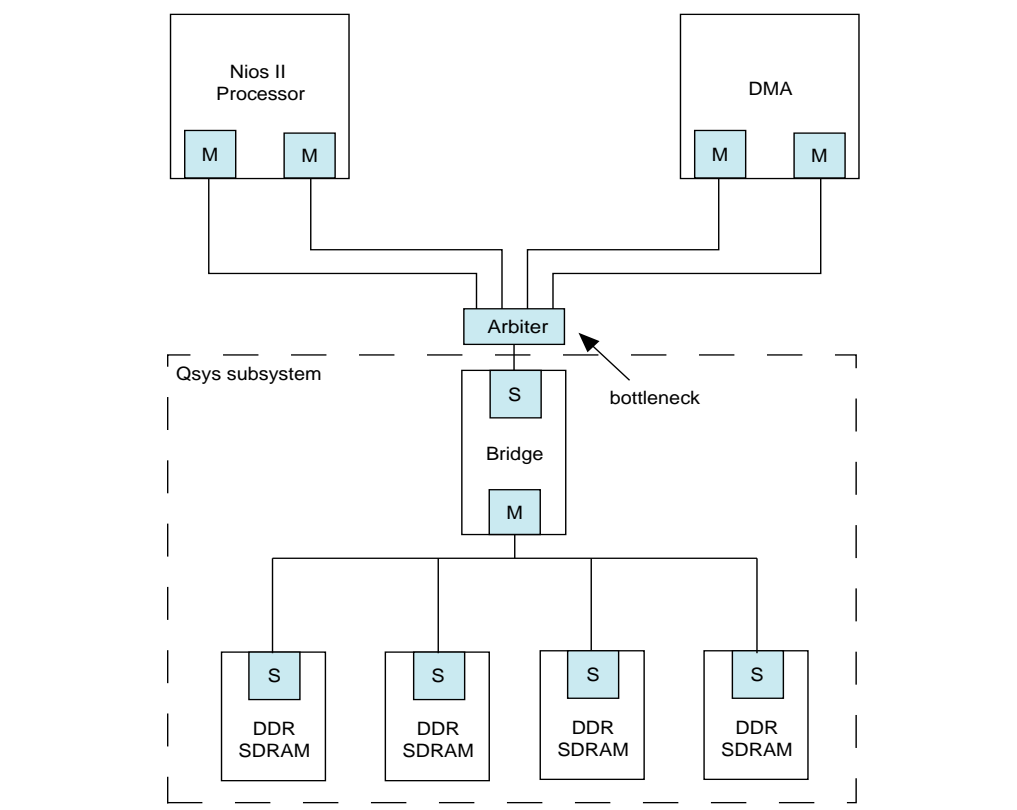 Nios II
Processor
DMA
M
M
M
M
Arbiter
Qsys subsystem
bottleneck
S
Bridge
M
S
S
S
S
DDR
SDRAM
DDR
SDRAM
DDR
SDRAM
DDR
SDRAM